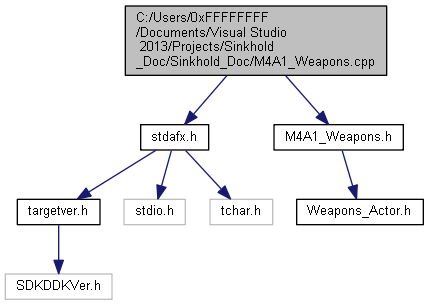 C:/Users/0xFFFFFFFF
/Documents/Visual Studio
2013/Projects/Sinkhold
_Doc/Sinkhold_Doc/M4A1_Weapons.cpp
stdafx.h
M4A1_Weapons.h
targetver.h
stdio.h
tchar.h
Weapons_Actor.h
SDKDDKVer.h